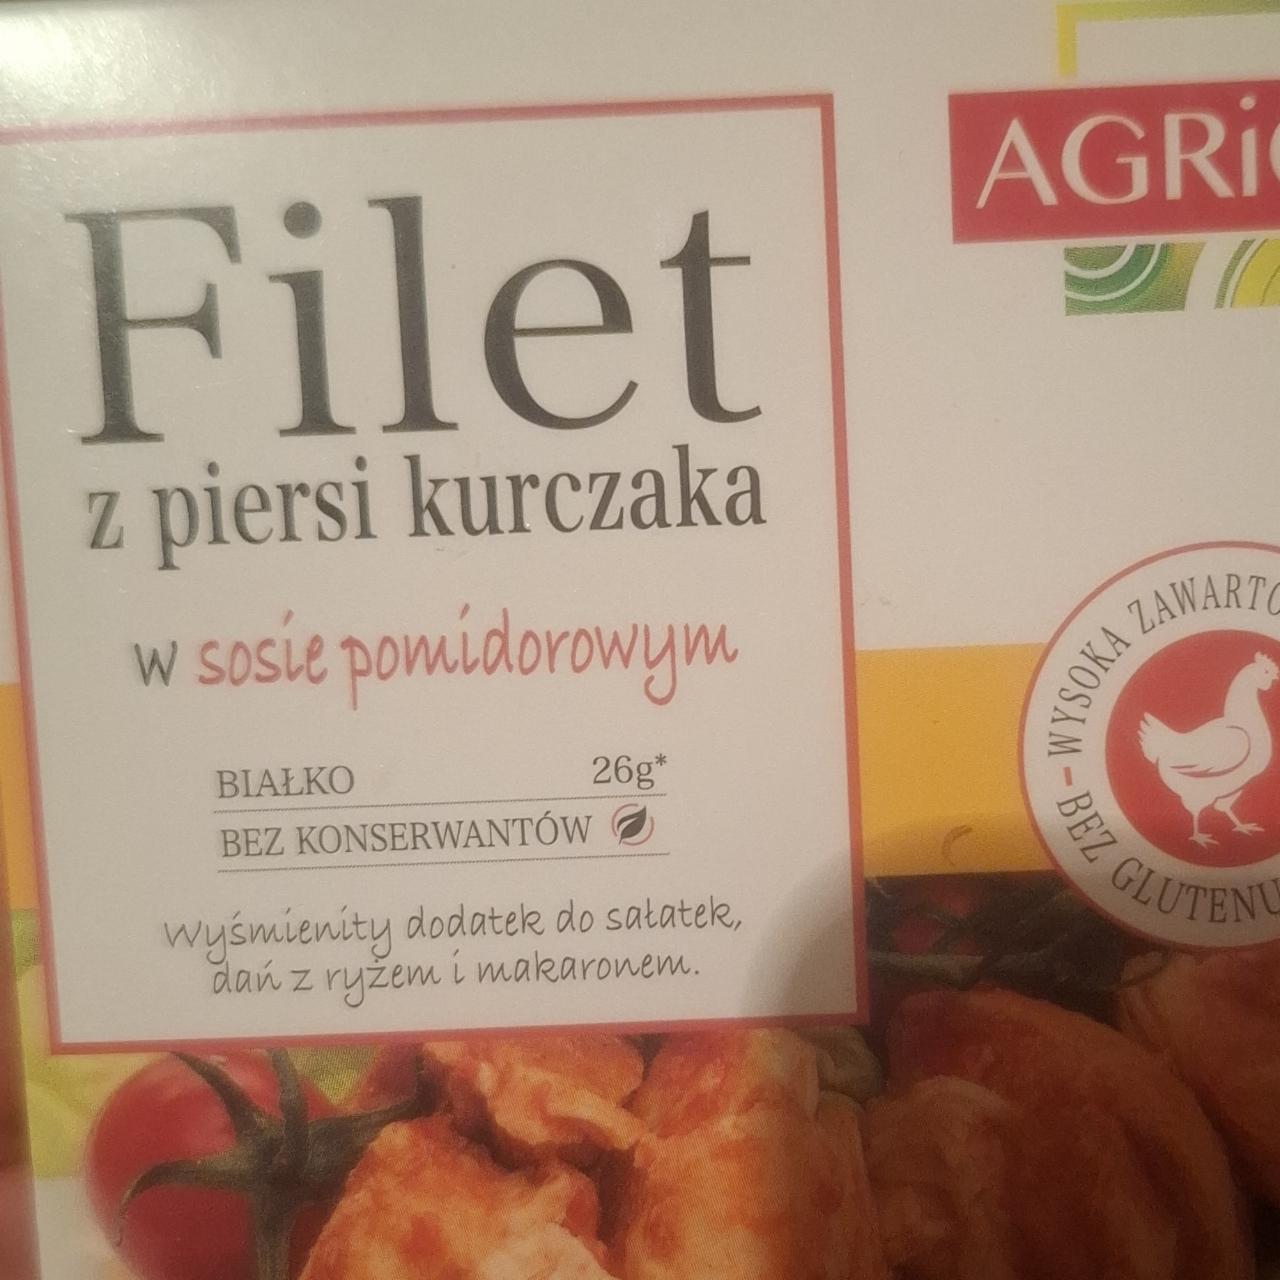 Filet
z piersi kurczaka
w sosie pomidorowym
BIAŁKO 26g*
BEZ KONSERWANTÓW
Wyśmienity dodatek do sałatek,
dań z ryżem i makaronem.
WYSOKA
BEZ GLUTENU